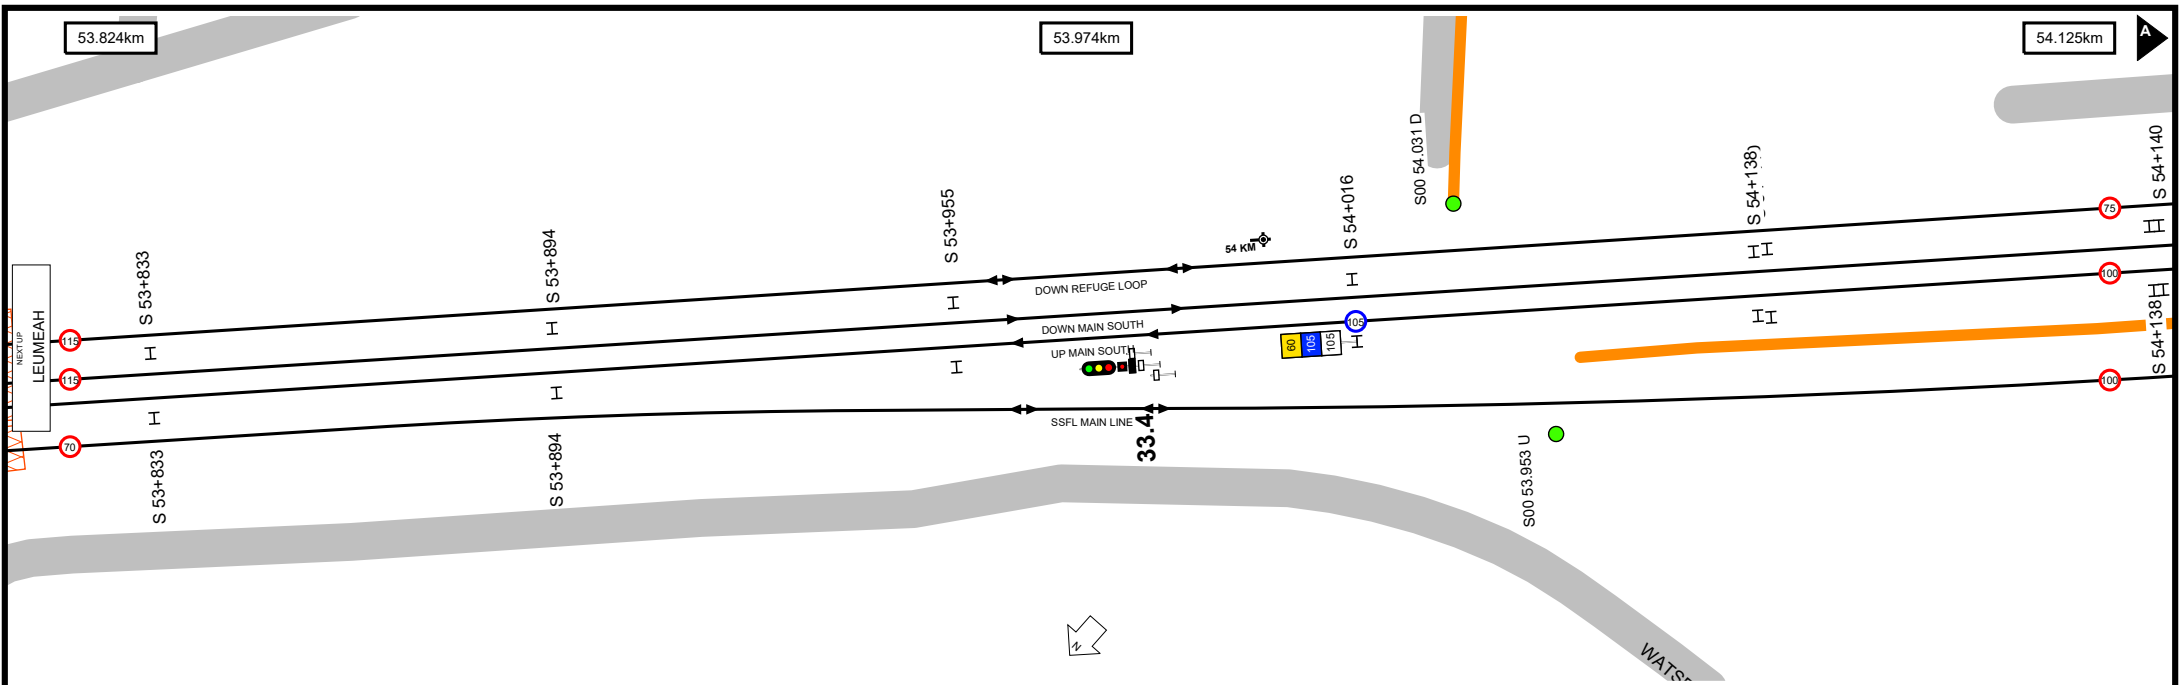 53.824km
53.974km
54.125km
A
S00 54.031 D
S 54+140
S 54+138
S 54+016
S 53+955
S 53+894
S 53+833
75
54 KM
DOWN REFUGE LOOP
100
NEXT UP
LEUMEAH
115
DOWN MAIN SOUTH
105
115
UP MAIN SOUTH
60
105
105
S 54+138
100
SSFL MAIN LINE
33.4
70
S 53+833
S 53+894
S00 53.953 U
N